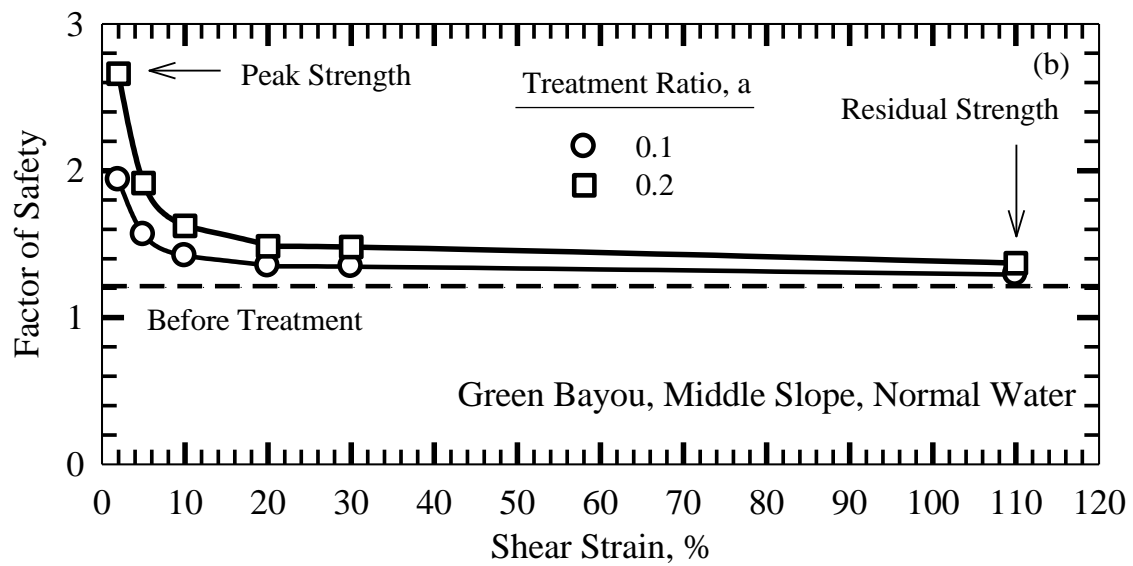 3
(b)
Peak Strength
Treatment Ratio, a
Residual Strength
0.1
0.2
2
Factor of Safety
1
Before Treatment
Green Bayou, Middle Slope, Normal Water
0
0 10 20 30 40 50 60 70 80 90 100 110 120
Shear Strain, %